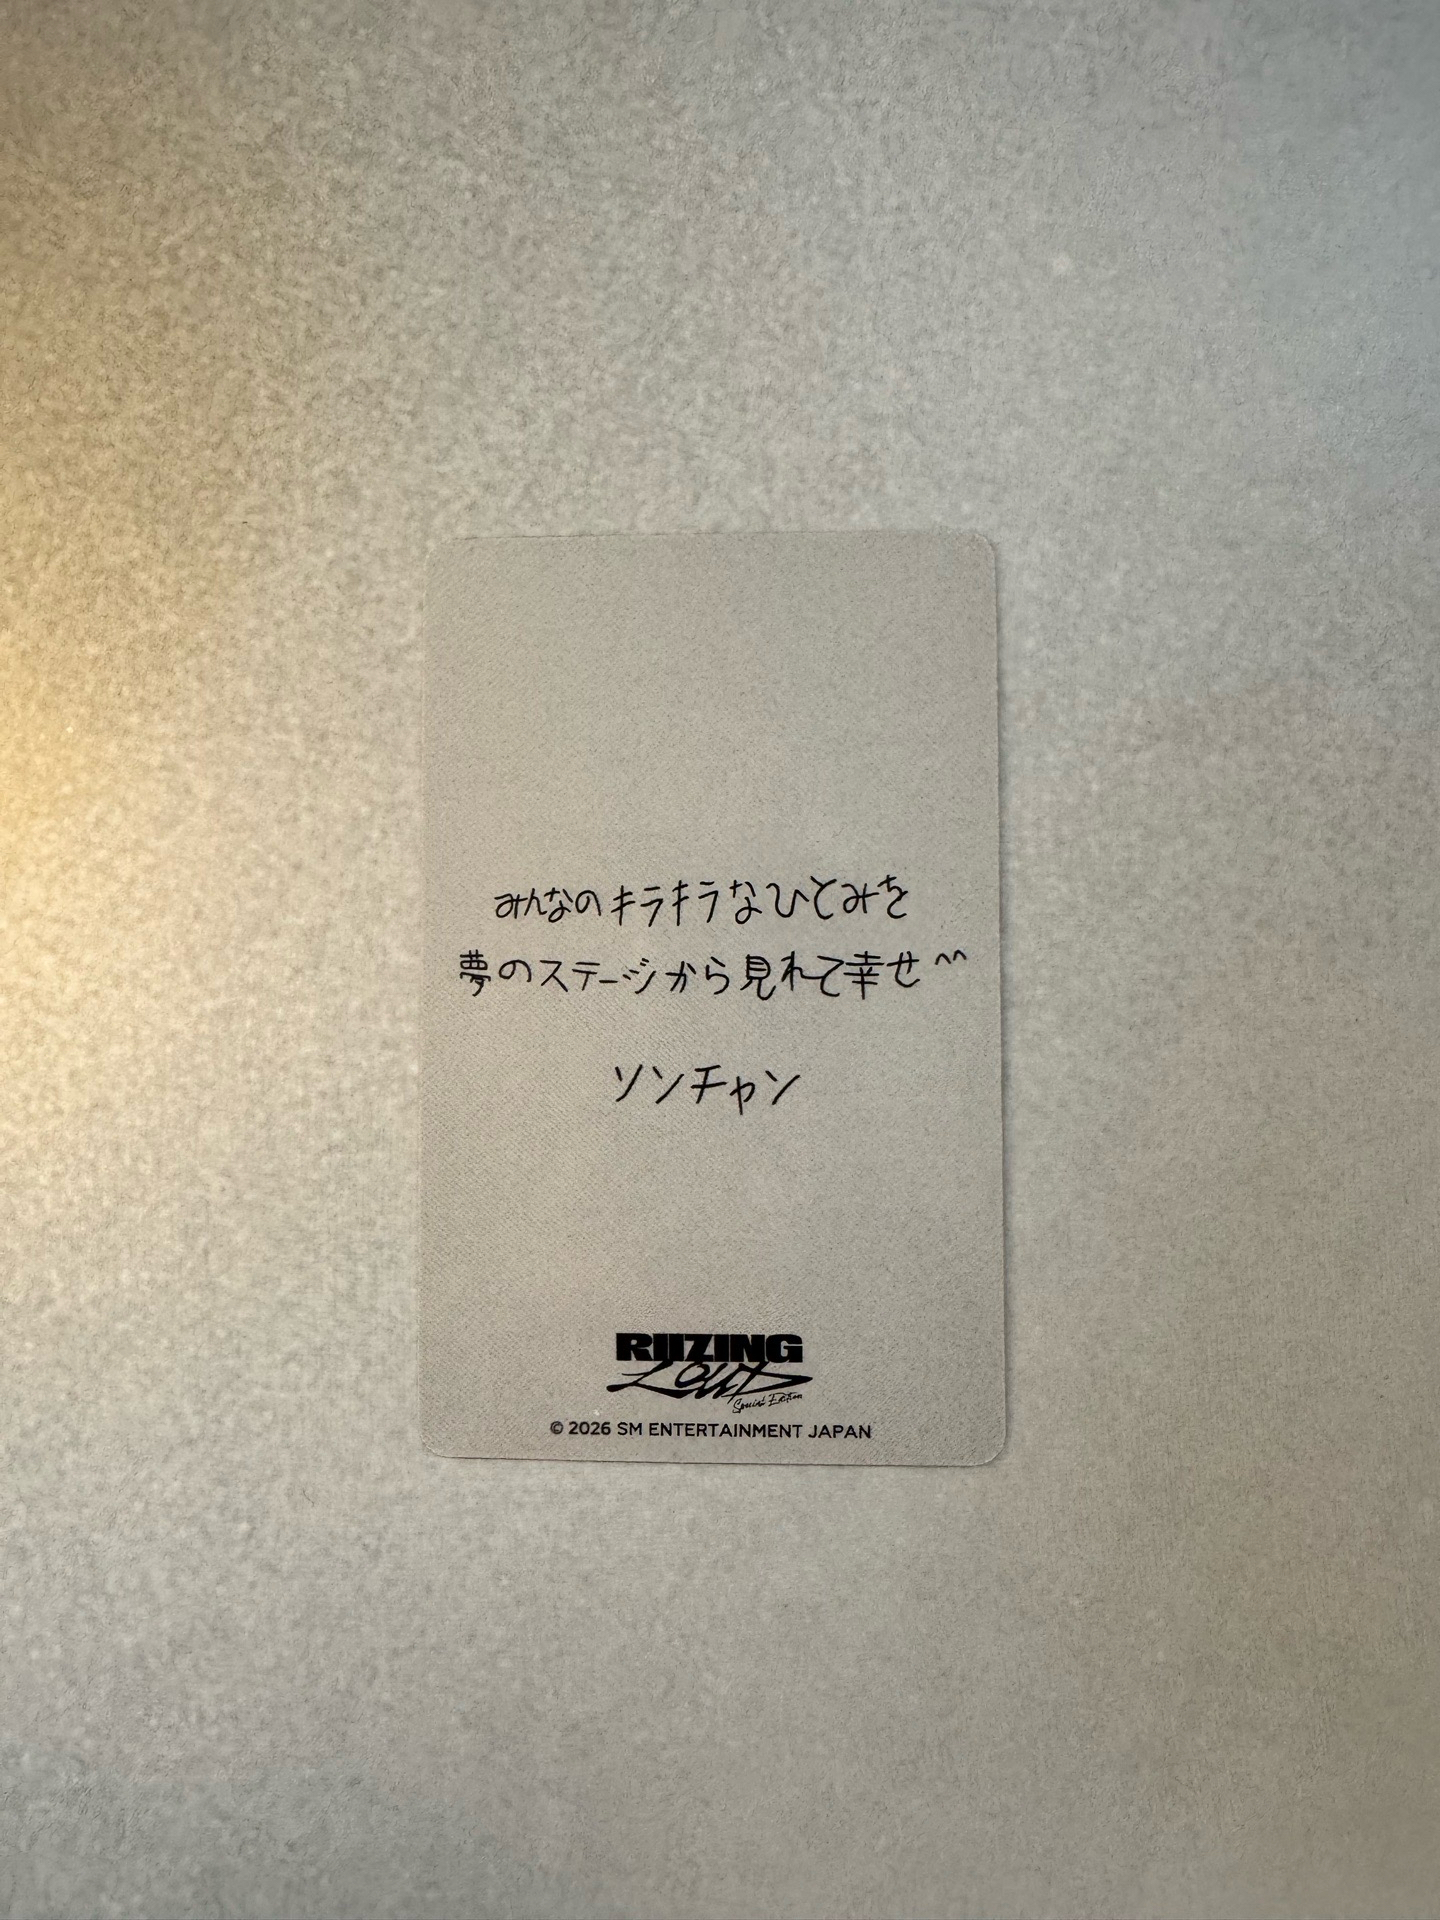 みんなのキラキラなひとみを
夢のステージから見れて幸せ^^
ソンチャン
RIIZING
LOUD
Special Edition
© 2026 SM ENTERTAINMENT JAPAN